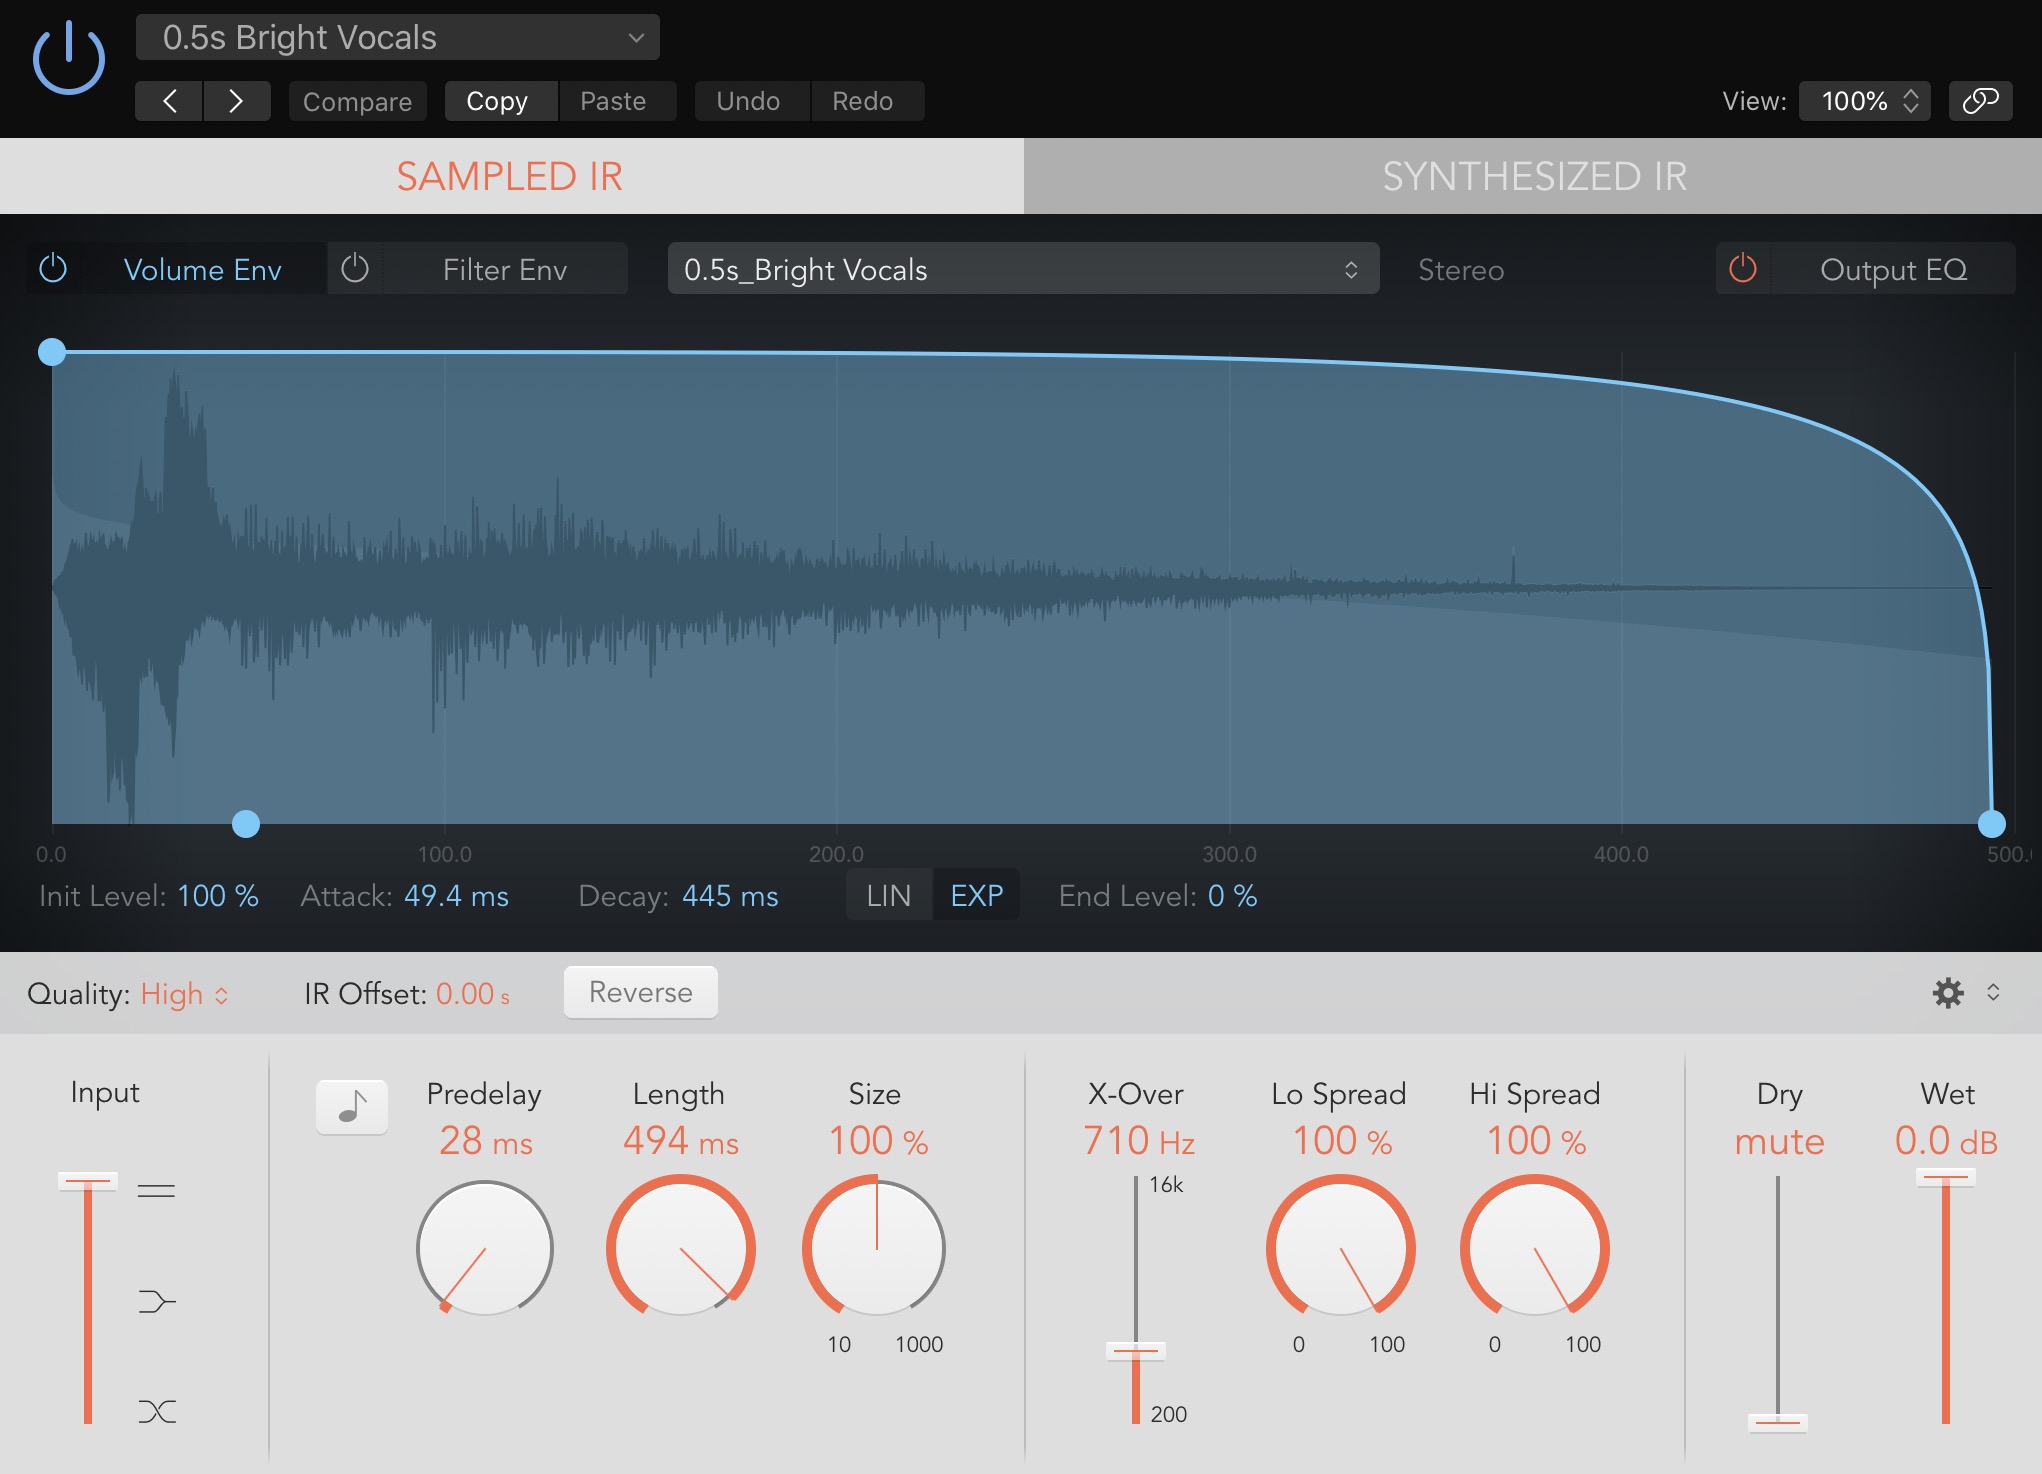 0.5s Bright Vocals
Compare Copy Paste Undo Redo View: 100%
SAMPLED IR SYNTHESIZED IR
Volume Env Filter Env 0.5s_Bright Vocals Stereo Output EQ
0.0 100.0 200.0 300.0 400.0 500.
Init Level: 100 % Attack: 49.4 ms Decay: 445 ms LIN EXP End Level: 0 %
Quality: High IR Offset: 0.00 s Reverse
Input Predelay Length Size X-Over Lo Spread Hi Spread Dry Wet
28 ms 494 ms 100 % 710 Hz 100 % 100 % mute 0.0 dB
16k
10 1000 0 100 0 100
200